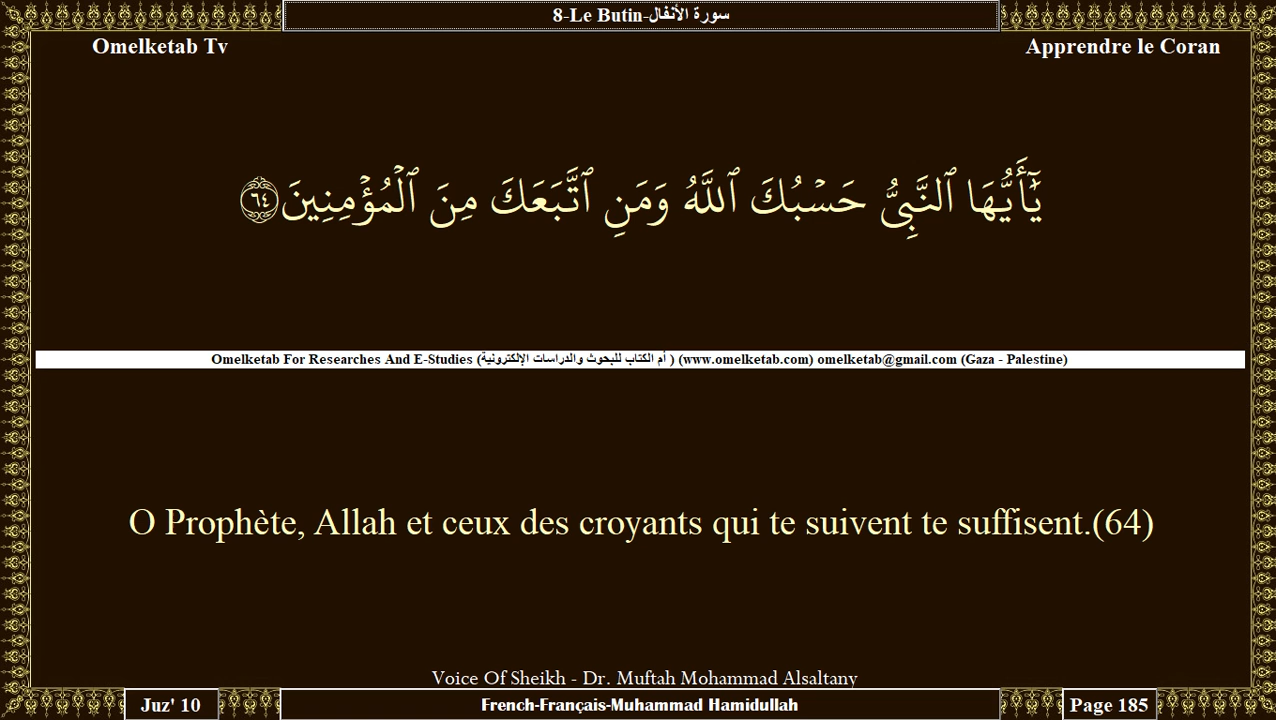 8-Le Butin-سورة الأنفال
Omelketab Tv
Apprendre le Coran
يَٰٓأَيُّهَا ٱلنَّبِىُّ حَسْبُكَ ٱللَّهُ وَمَنِ ٱتَّبَعَكَ مِنَ ٱلْمُؤْمِنِينَ ٦٤
Omelketab For Researches And E-Studies (أم الكتاب للبحوث والدراسات الإلكترونية ) (www.omelketab.com) omelketab@gmail.com (Gaza - Palestine)
O Prophète, Allah et ceux des croyants qui te suivent te suffisent.(64)
Voice Of Sheikh - Dr. Muftah Mohammad Alsaltany
Juz' 10
French-Français-Muhammad Hamidullah
Page 185